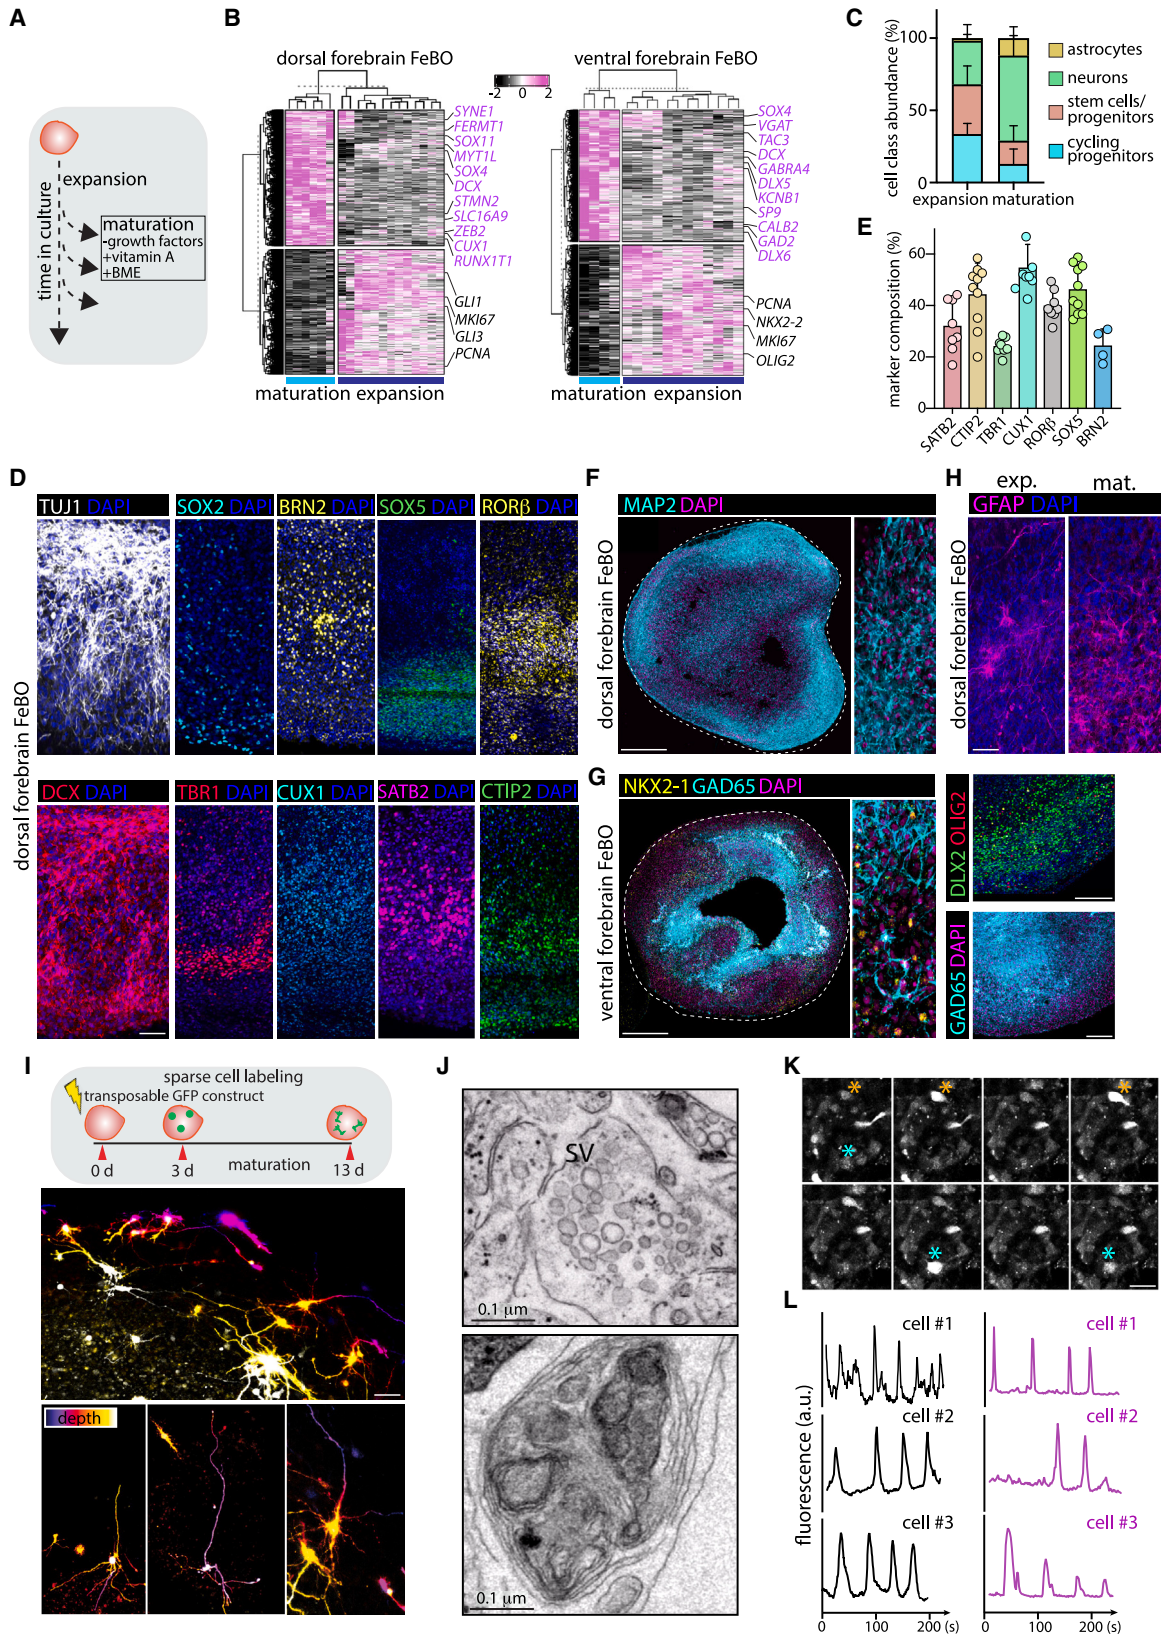 A
expansion
time in culture
maturation
-growth factors
+vitamin A
+BME
B
dorsal forebrain FeBO
-2 0 2
SYNE1
FERMT1
SOX11
MYT1L
SOX4
DCX
STMN2
SLC16A9
ZEB2
CUX1
RUNX1T1
GLI1
MKI67
GLI3
PCNA
maturation expansion
ventral forebrain FeBO
SOX4
VGAT
TAC3
DCX
GABRA4
DLX5
KCNB1
SP9
CALB2
GAD2
DLX6
PCNA
NKX2-2
MKI67
OLIG2
maturation expansion
C
cell class abundance (%)
100
50
0
expansion maturation
astrocytes
neurons
stem cells/
progenitors
cycling
progenitors
E
marker composition (%)
60
40
20
0
SATB2
CTIP2
TBR1
CUX1
RORβ
SOX5
BRN2
D
dorsal forebrain FeBO
TUJ1 DAPI
SOX2 DAPI
BRN2 DAPI
SOX5 DAPI
RORβ DAPI
DCX DAPI
TBR1 DAPI
CUX1 DAPI
SATB2 DAPI
CTIP2 DAPI
F
dorsal forebrain FeBO
MAP2 DAPI
G
ventral forebrain FeBO
NKX2-1 GAD65 DAPI
DLX2 OLIG2
GAD65 DAPI
H
exp. mat.
dorsal forebrain FeBO
GFAP DAPI
I
sparse cell labeling
transposable GFP construct
0 d 3 d maturation 13 d
depth
J
SV
0.1 µm
0.1 µm
K
* * *
*
* *
L
fluorescence (a.u.)
cell #1
cell #2
cell #3
0 100 200 (s)
cell #1
cell #2
cell #3
0 100 200 (s)